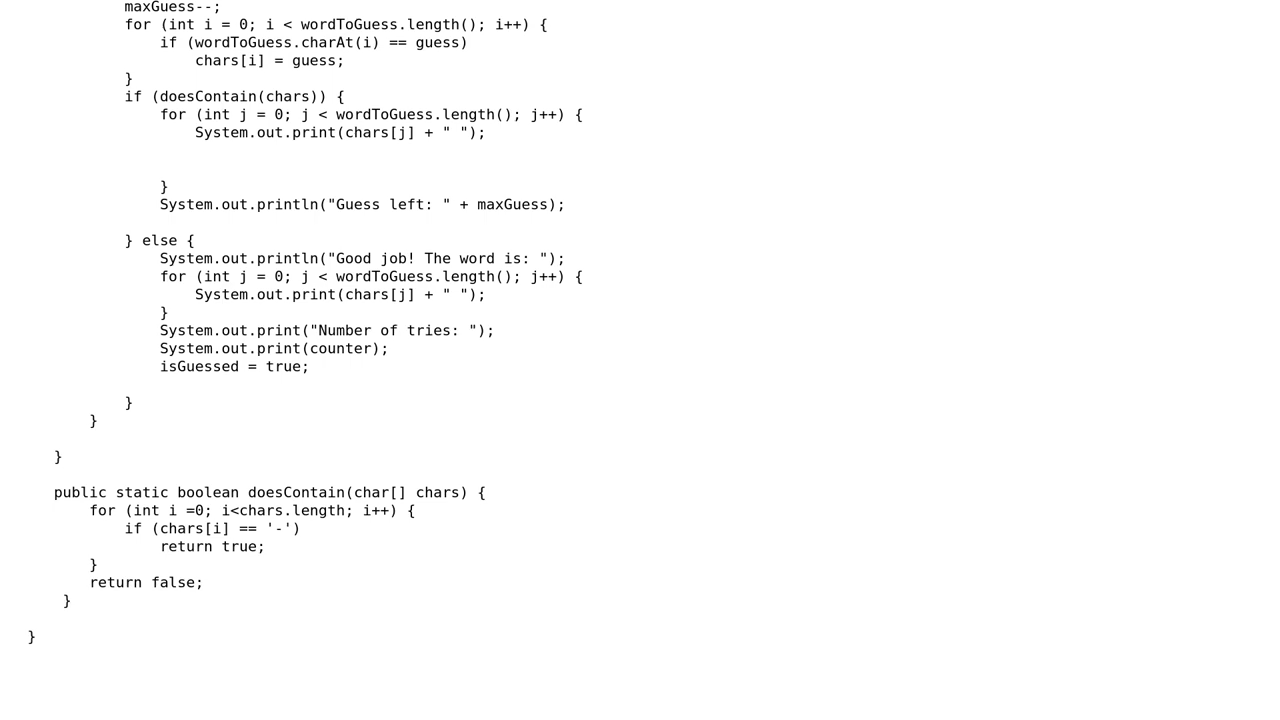 maxGuess--;
for (int i = 0; i < wordToGuess.length(); i++) {
if (wordToGuess.charAt(i) == guess)
chars[i] = guess;
}
if (doesContain(chars)) {
for (int j = 0; j < wordToGuess.length(); j++) {
System.out.print(chars[j] + " ");
}
System.out.println("Guess left: " + maxGuess);
} else {
System.out.println("Good job! The word is: ");
for (int j = 0; j < wordToGuess.length(); j++) {
System.out.print(chars[j] + " ");
}
System.out.print("Number of tries: ");
System.out.print(counter);
isGuessed = true;
}
}
}
public static boolean doesContain(char[] chars) {
for (int i =0; i<chars.length; i++) {
if (chars[i] == '-')
return true;
}
return false;
}
}